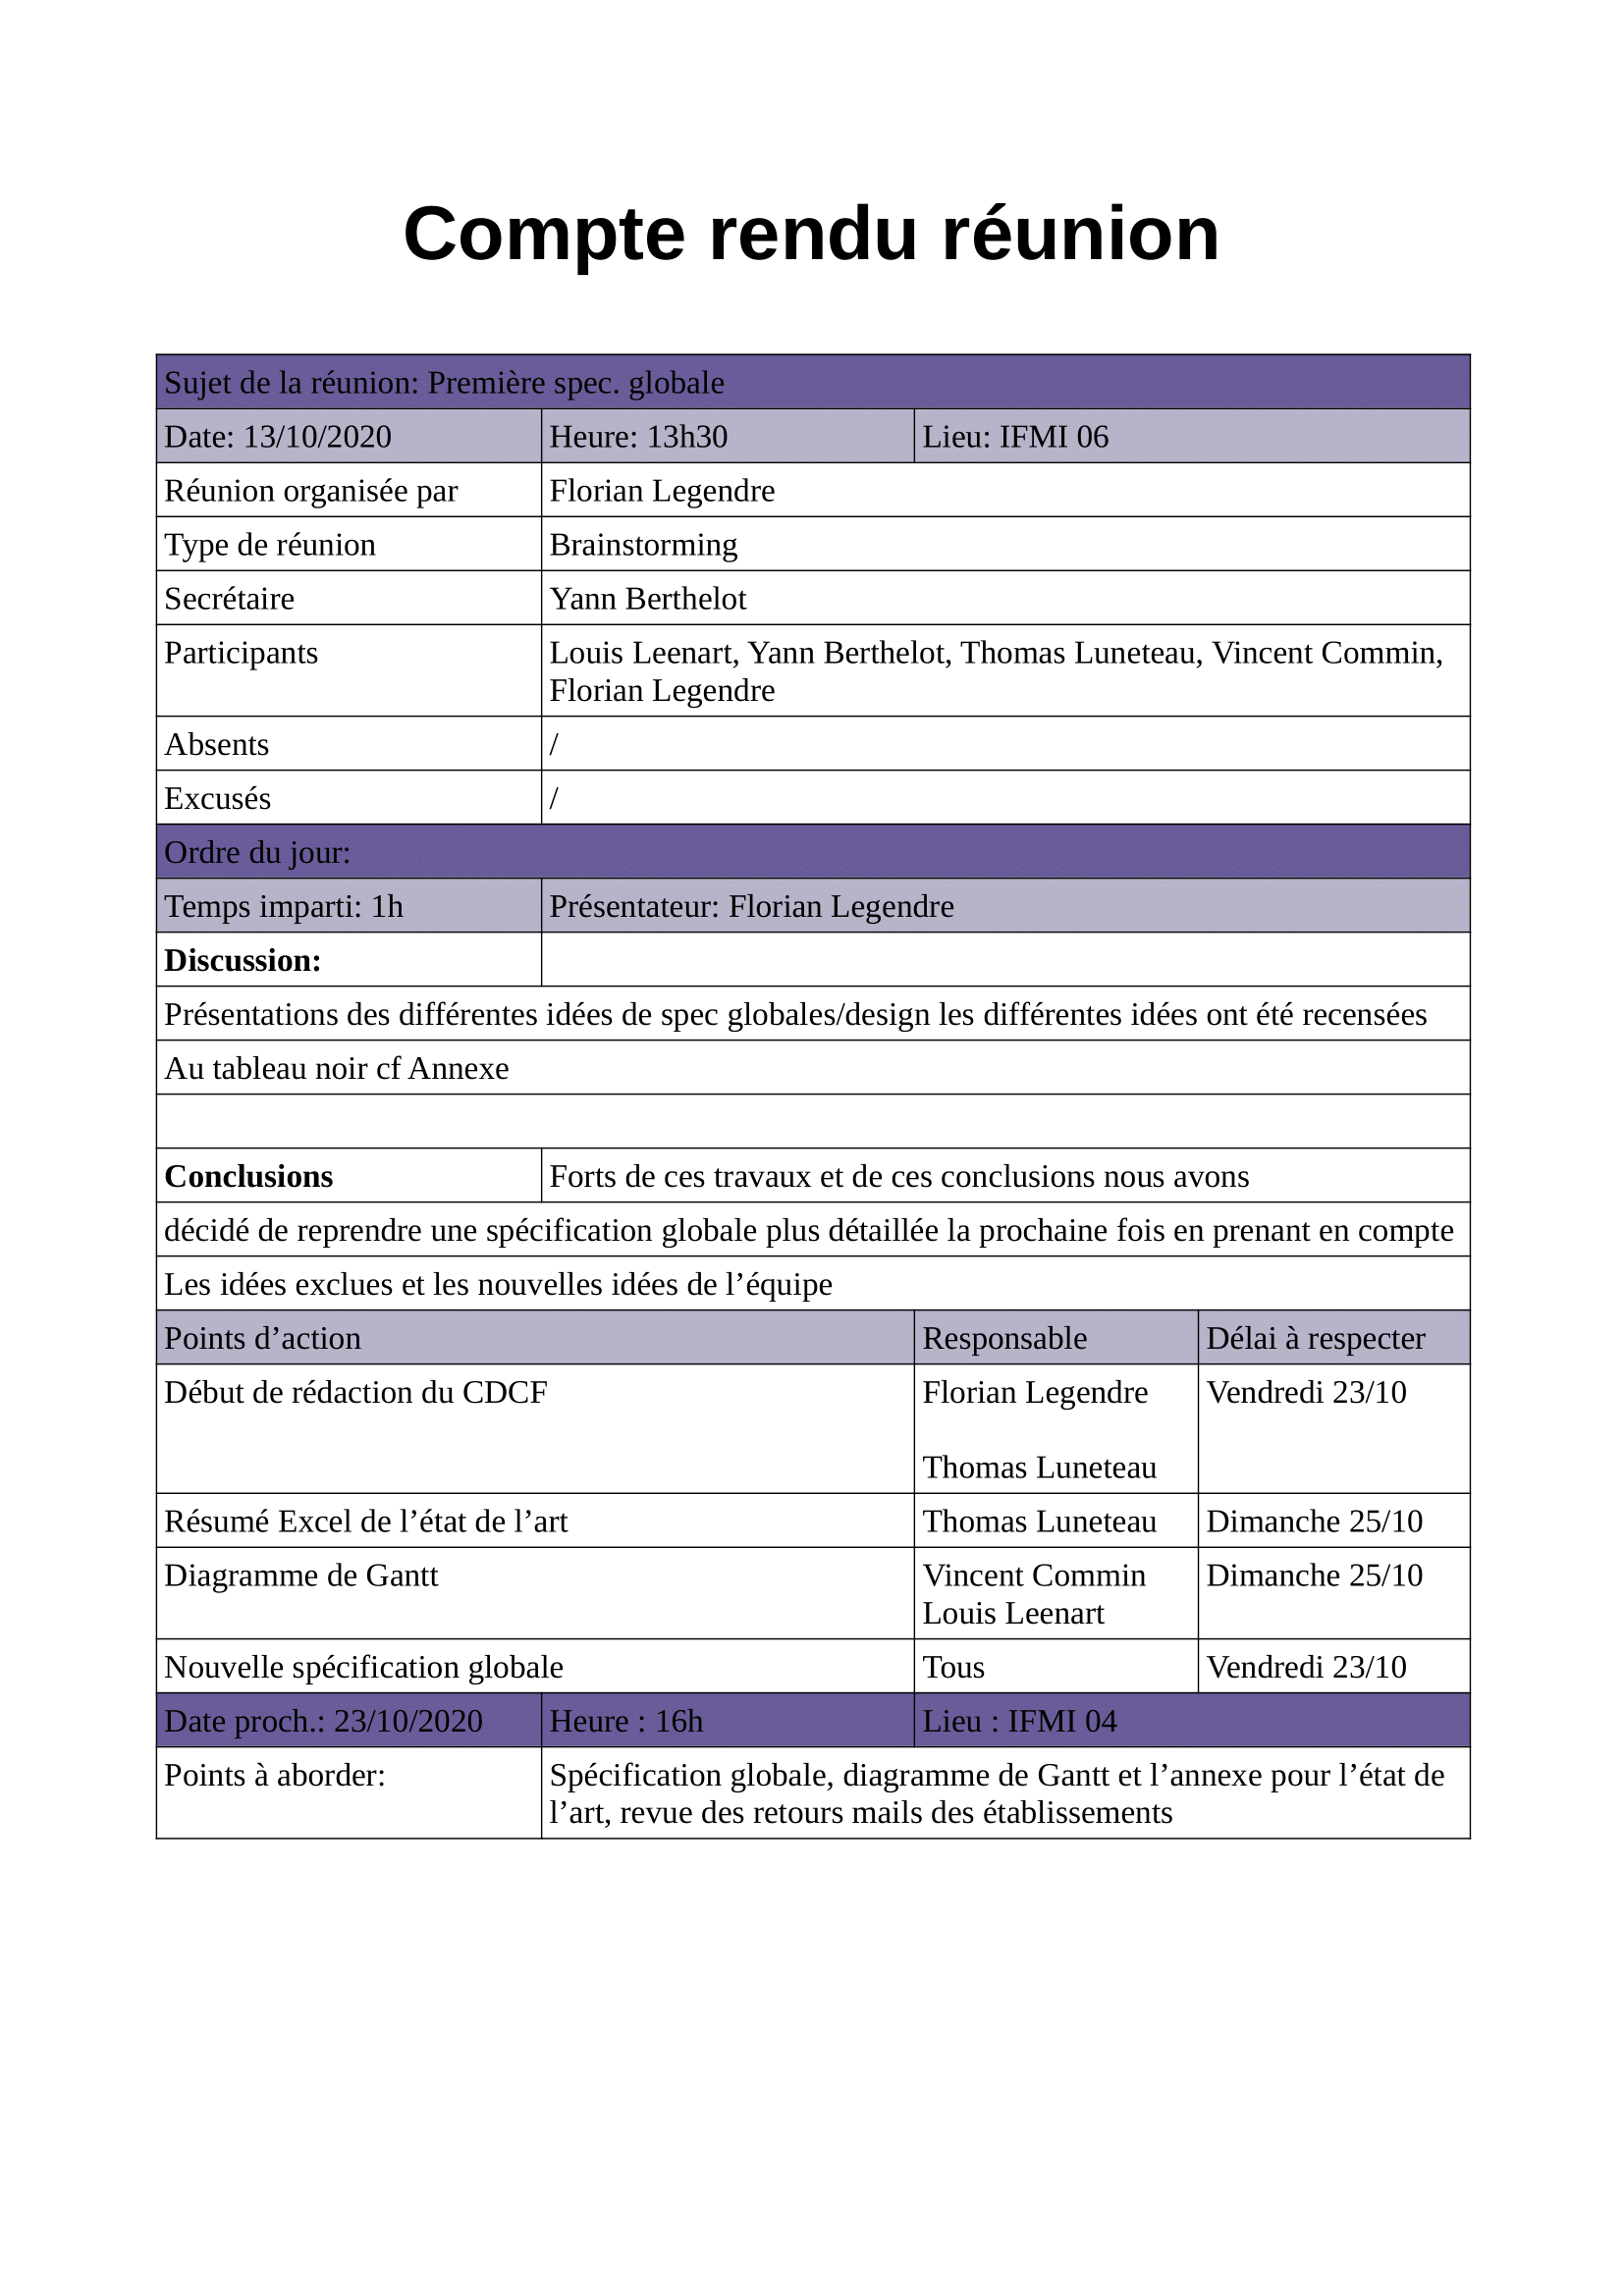 Compte rendu réunion
Sujet de la réunion: Première spec. globale
Date: 13/10/2020 Heure: 13h30 Lieu: IFMI 06
Réunion organisée par Florian Legendre
Type de réunion Brainstorming
Secrétaire Yann Berthelot
Participants Louis Leenart, Yann Berthelot, Thomas Luneteau, Vincent Commin,
Florian Legendre
Absents /
Excusés /
Ordre du jour:
Temps imparti: 1h Présentateur: Florian Legendre
Discussion:
Présentations des différentes idées de spec globales/design les différentes idées ont été recensées
Au tableau noir cf Annexe
Conclusions Forts de ces travaux et de ces conclusions nous avons
décidé de reprendre une spécification globale plus détaillée la prochaine fois en prenant en compte
Les idées exclues et les nouvelles idées de l’équipe
Points d’action Responsable Délai à respecter
Début de rédaction du CDCF Florian Legendre Vendredi 23/10
Thomas Luneteau
Résumé Excel de l’état de l’art Thomas Luneteau Dimanche 25/10
Diagramme de Gantt Vincent Commin Dimanche 25/10
Louis Leenart
Nouvelle spécification globale Tous Vendredi 23/10
Date proch.: 23/10/2020 Heure : 16h Lieu : IFMI 04
Points à aborder: Spécification globale, diagramme de Gantt et l’annexe pour l’état de
l’art, revue des retours mails des établissements